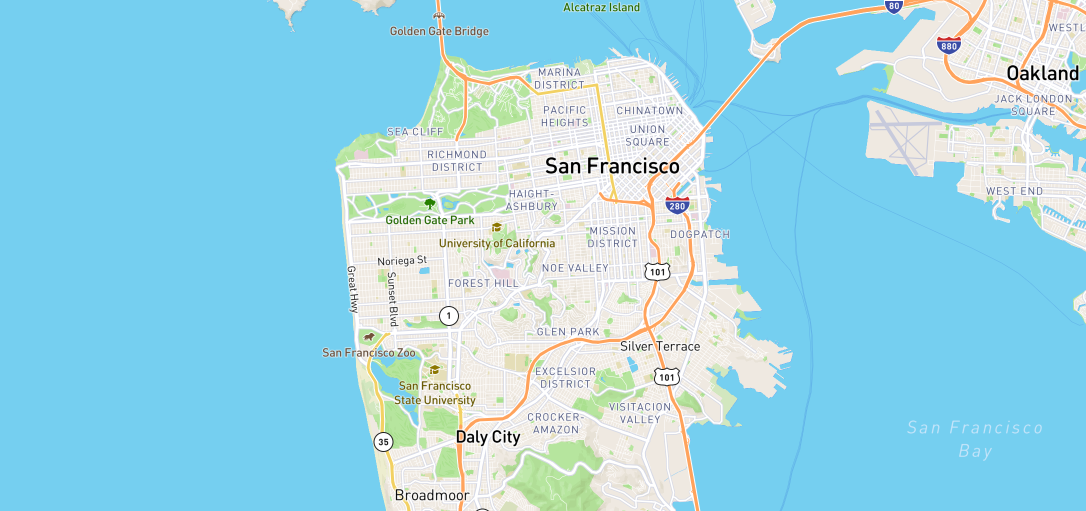 Alcatraz Island
80
Golden Gate Bridge
WESTL
880
Oakland
MARINA
DISTRICT
JACK LONDON
SQUARE
PACIFIC
HEIGHTS
CHINATOWN
SEA CLIFF
UNION
SQUARE
RICHMOND
DISTRICT
San Francisco
WEST END
HAIGHT-
ASHBURY
280
Golden Gate Park
University of California
MISSION
DISTRICT
DOGPATCH
Noriega St
NOE VALLEY
101
Great Hwy
Sunset Blvd
FOREST HILL
1
GLEN PARK
Silver Terrace
San Francisco Zoo
EXCELSIOR
DISTRICT
101
San Francisco
State University
VISITACION
VALLEY
CROCKER-
AMAZON
San Francisco
Bay
35
Daly City
Broadmoor